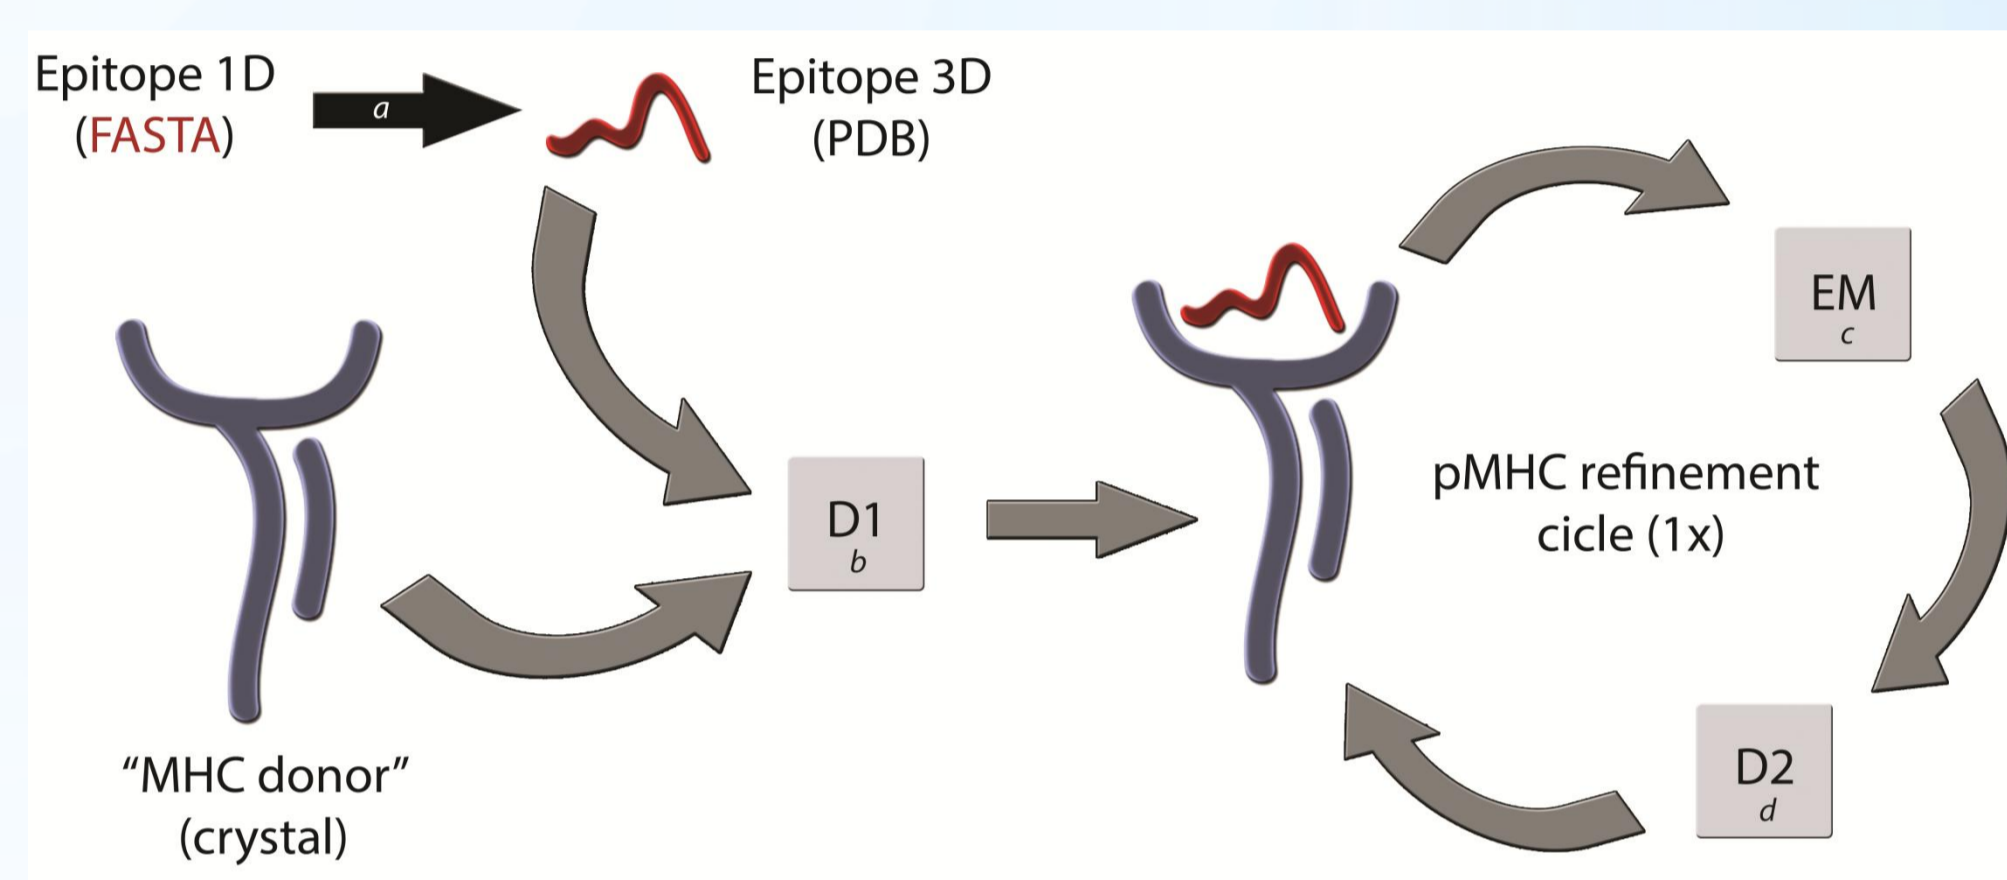 Epitope 1D
(FASTA)
a
Epitope 3D
(PDB)
EM
c
pMHC refinement
cicle (1x)
D1
b
D2
d
“MHC donor”
(crystal)